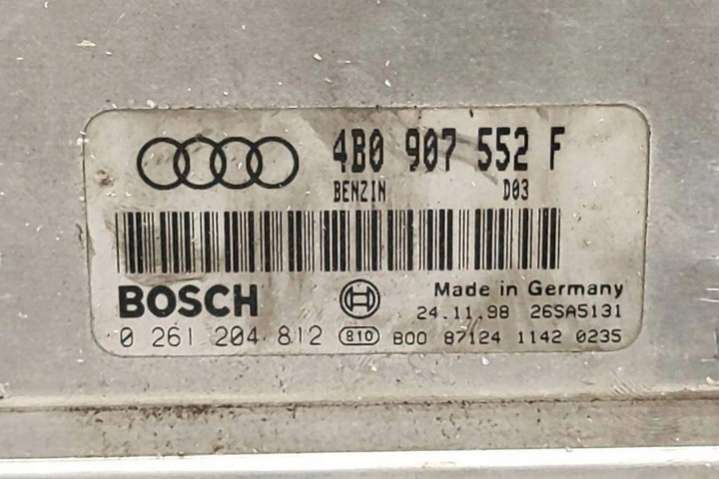 4B0 907 552 F
BENZIN D03
BOSCH
Made in Germany
24.11.98 26SA5131
0 261 204 812 810 B00 87124 1142 0235